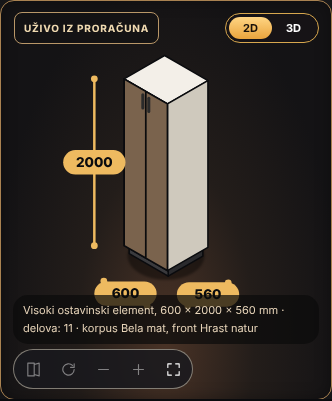 UŽIVO IZ PRORAČUNA
2D 3D
2000
600 560
Visoki ostavinski element, 600 × 2000 × 560 mm ·
delova: 11 · korpus Bela mat, front Hrast natur